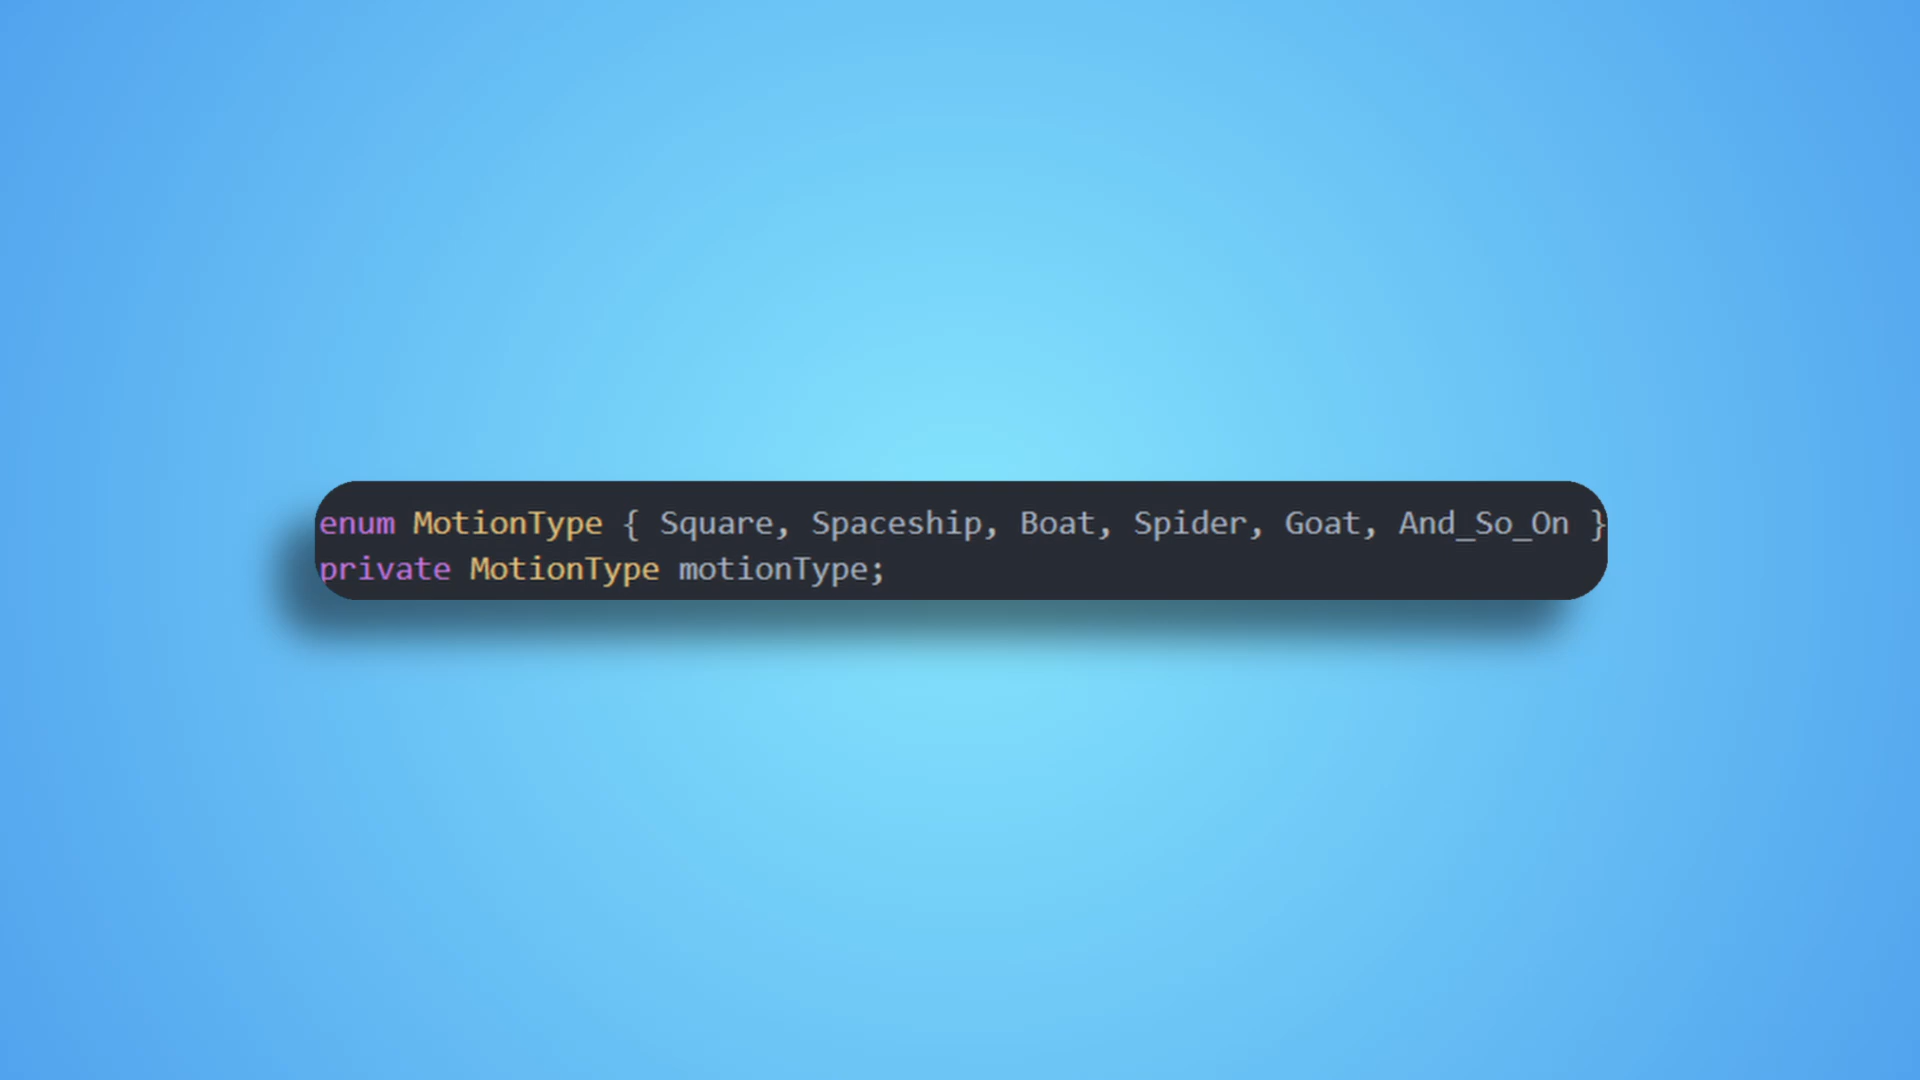 enum MotionType { Square, Spaceship, Boat, Spider, Goat, And_So_On }
private MotionType motionType;